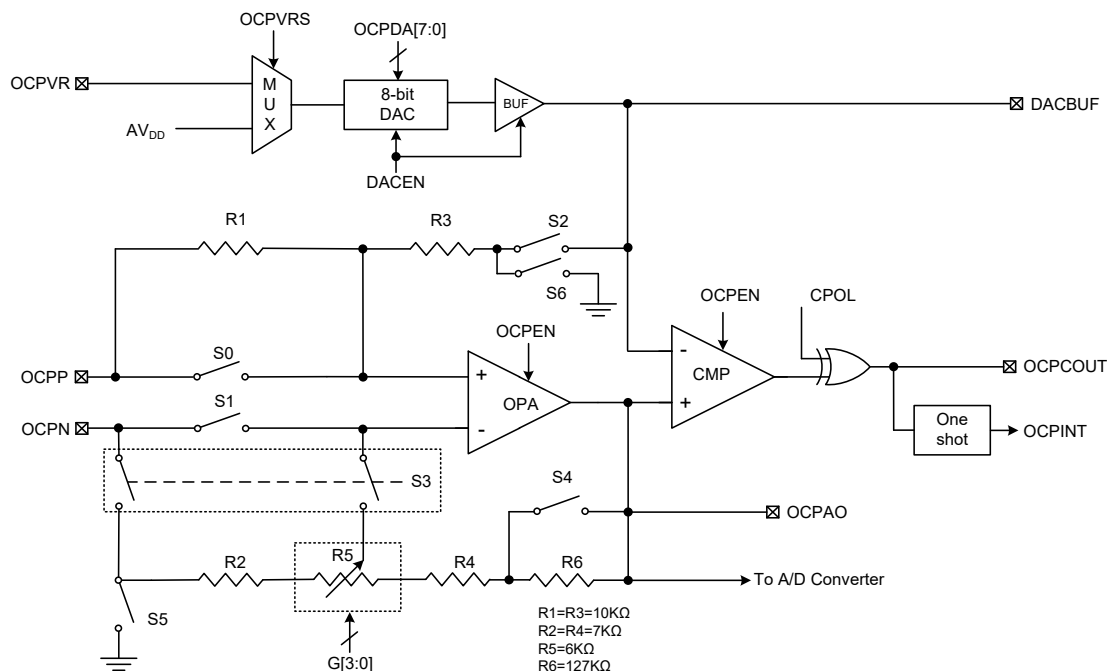 OCPVRS
OCPDA[7:0]
OCPVR
M
U
X
8-bit
DAC
BUF
DACBUF
AVDD
DACEN
R1
R3
S2
S6
OCPEN
CPOL
OCPEN
S0
OCPP
+
OPA
-
-
CMP
+
OCPCOUT
S1
OCPN
One
shot
OCPINT
S3
S4
OCPAO
R2
R5
R4
R6
To A/D Converter
S5
G[3:0]
R1=R3=10KΩ
R2=R4=7KΩ
R5=6KΩ
R6=127KΩ